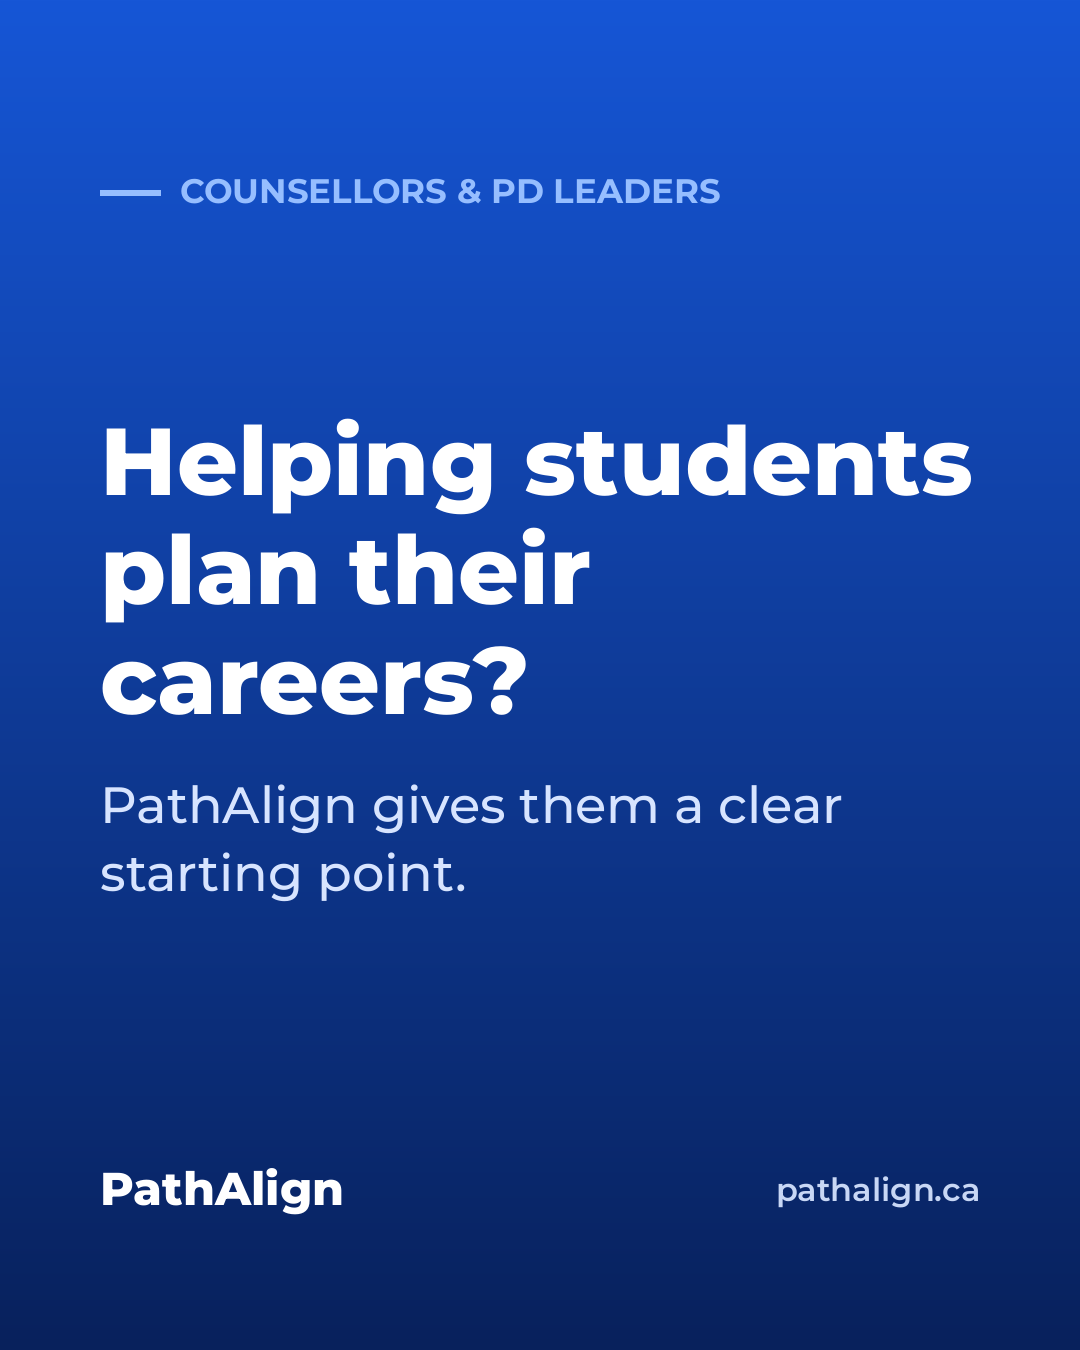 COUNSELLORS & PD LEADERS
Helping students
plan their
careers?
PathAlign gives them a clear
starting point.
PathAlign
pathalign.ca